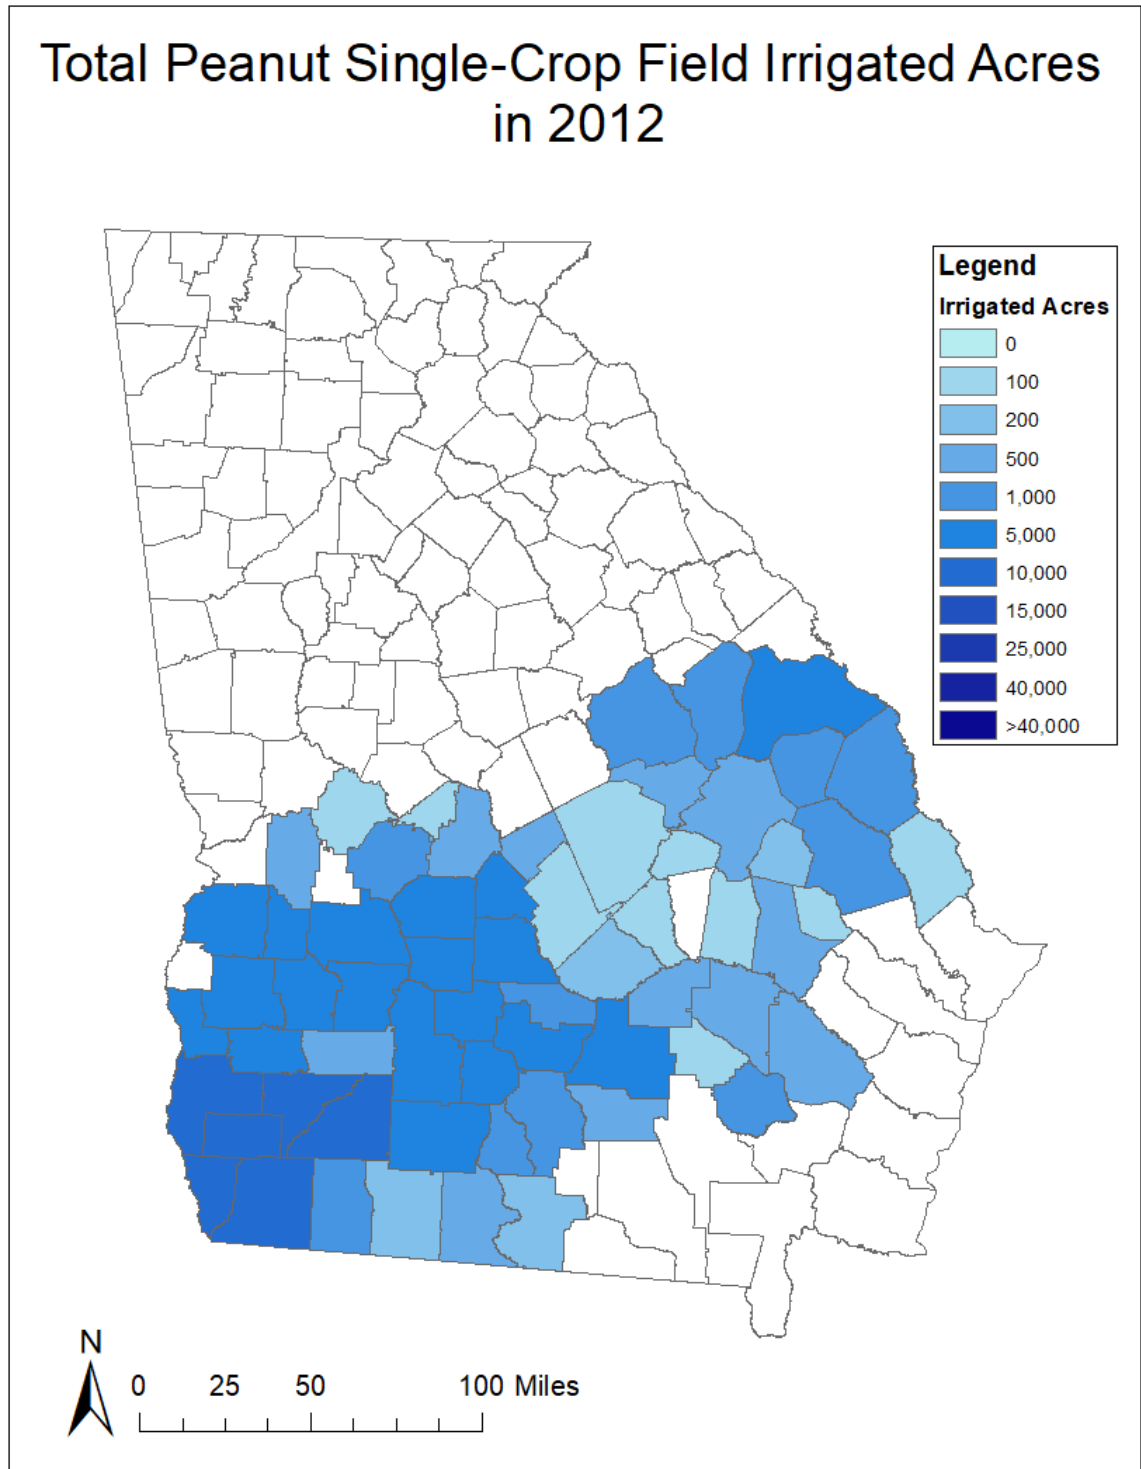 Total Peanut Single-Crop Field Irrigated Acres
in 2012
Legend
Irrigated Acres
0
100
200
500
1,000
5,000
10,000
15,000
25,000
40,000
>40,000
N
0 25 50 100 Miles